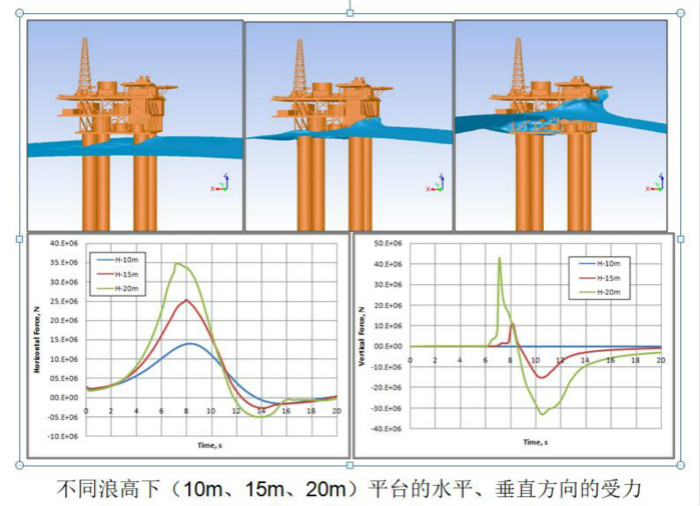 40.E+06
35.E+06
30.E+06
25.E+06
20.E+06
15.E+06
10.E+06
05.E+06
00.E+00
-05.E+06
-10.E+06
Horizontal Force, N
H-10m
H-15m
H-20m
0 2 4 6 8 10 12 14 16 18 20
Time, s
50.E+06
40.E+06
30.E+06
20.E+06
10.E+06
00.E+00
-10.E+06
-20.E+06
-30.E+06
-40.E+06
Vertical Force, N
H-10m
H-15m
H-20m
0 2 4 6 8 10 12 14 16 18 20
Time, s
不同浪高下（10m、15m、20m）平台的水平、垂直方向的受力